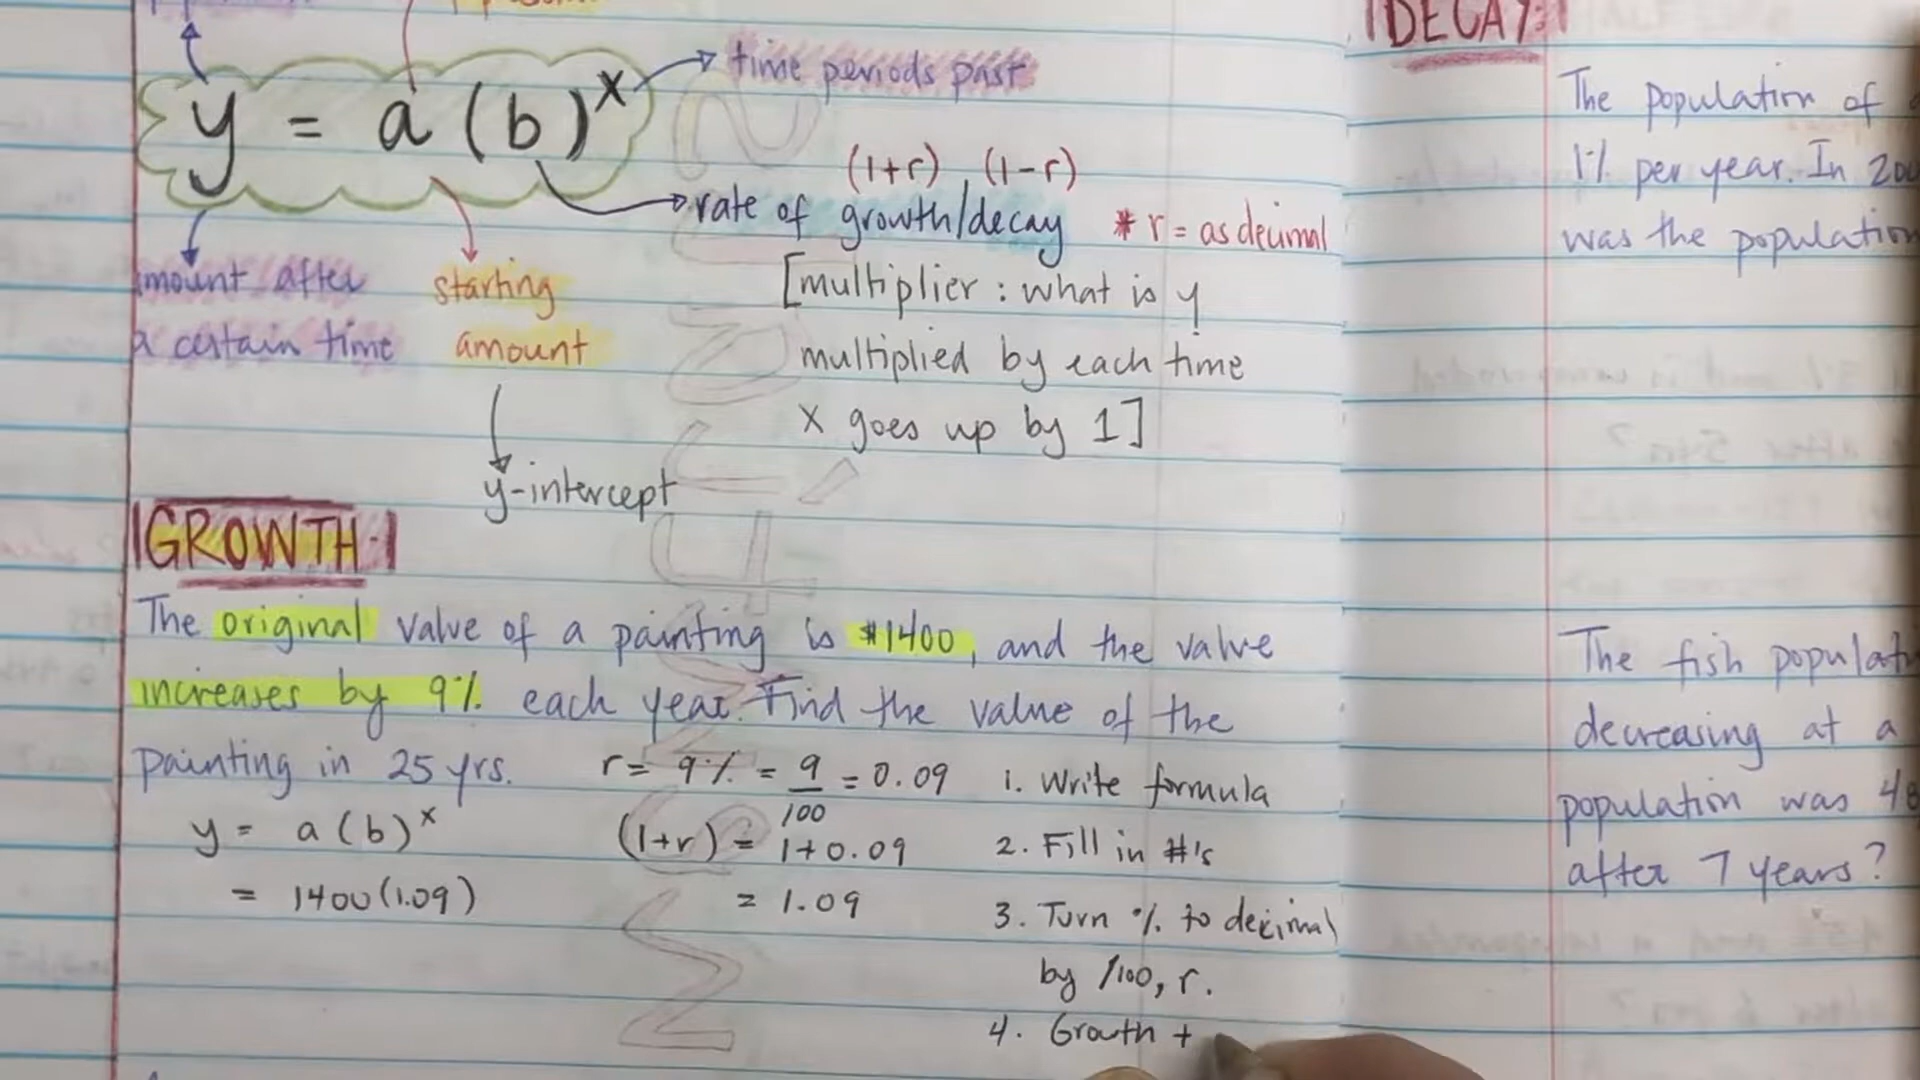 y = a (b)^x
time periods past
(1+r) (1-r)
rate of growth/decay * r = as decimal
[multiplier: what is y
multiplied by each time
x goes up by 1]
amount after
a certain time
starting
amount
y-intercept
GROWTH:
The original value of a painting is $1400, and the value
increases by 9% each year. Find the value of the
painting in 25 yrs.
y = a (b)^x
= 1400(1.09)
r = 9% = 9/100 = 0.09
(1+r) = 1+0.09
= 1.09
1. Write formula
2. Fill in #'s
3. Turn % to decimal
by /100, r.
4. Growth +
DECAY:
The population of
1% per year. In 200
was the population
The fish populati
decreasing at a
population was 48
after 7 years?